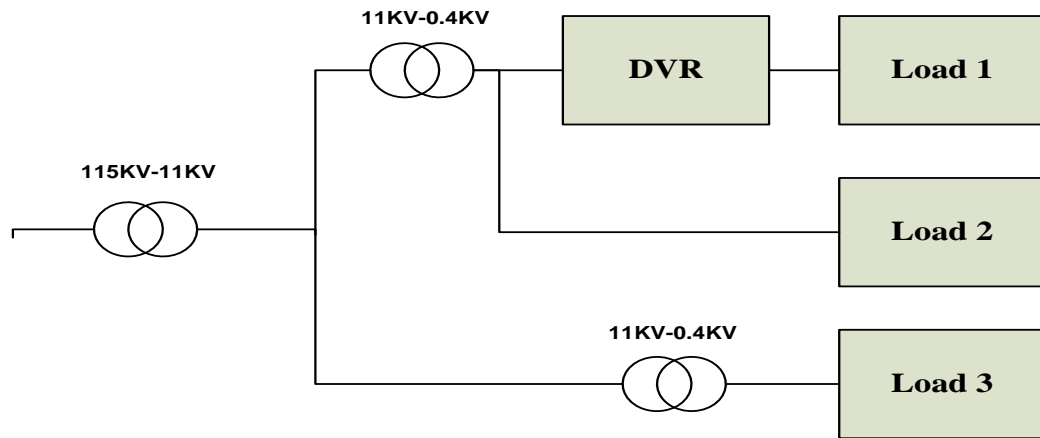 11KV-0.4KV
DVR
Load 1
115KV-11KV
Load 2
11KV-0.4KV
Load 3